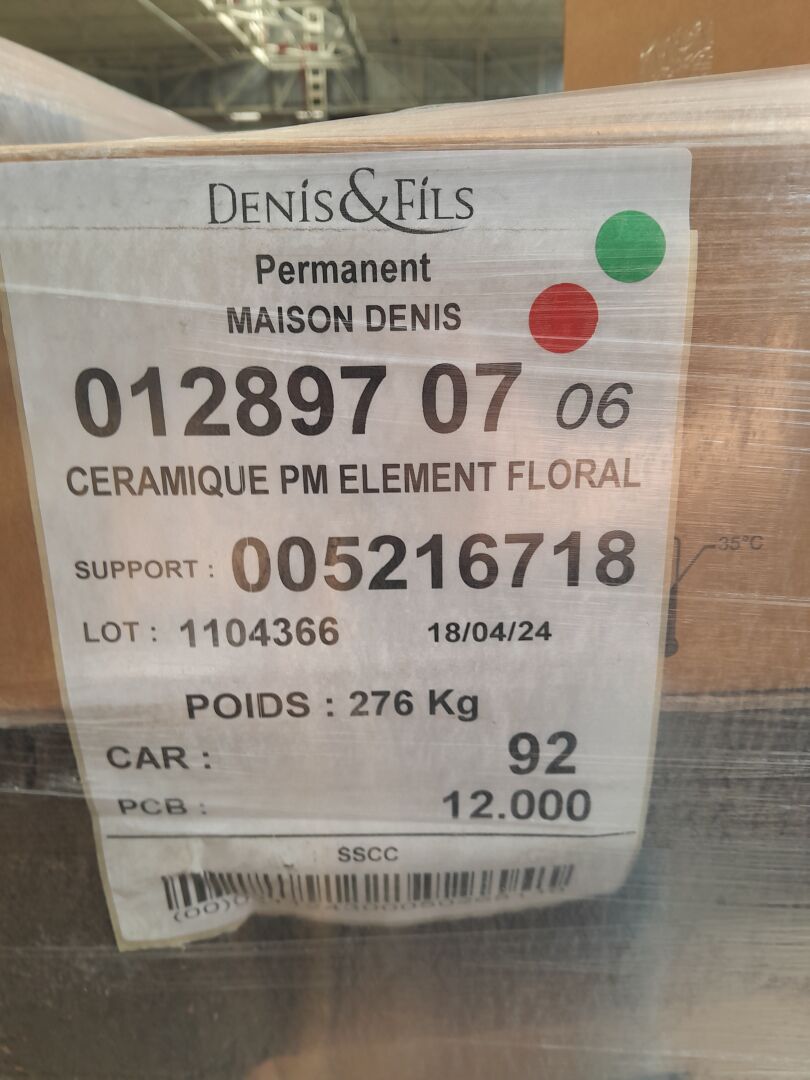 DENIS&FILS
Permanent
MAISON DENIS
012897 07 06
CERAMIQUE PM ELEMENT FLORAL
SUPPORT : 005216718
35°C
LOT : 1104366 18/04/24
POIDS : 276 Kg
CAR : 92
PCB : 12.000
SSCC